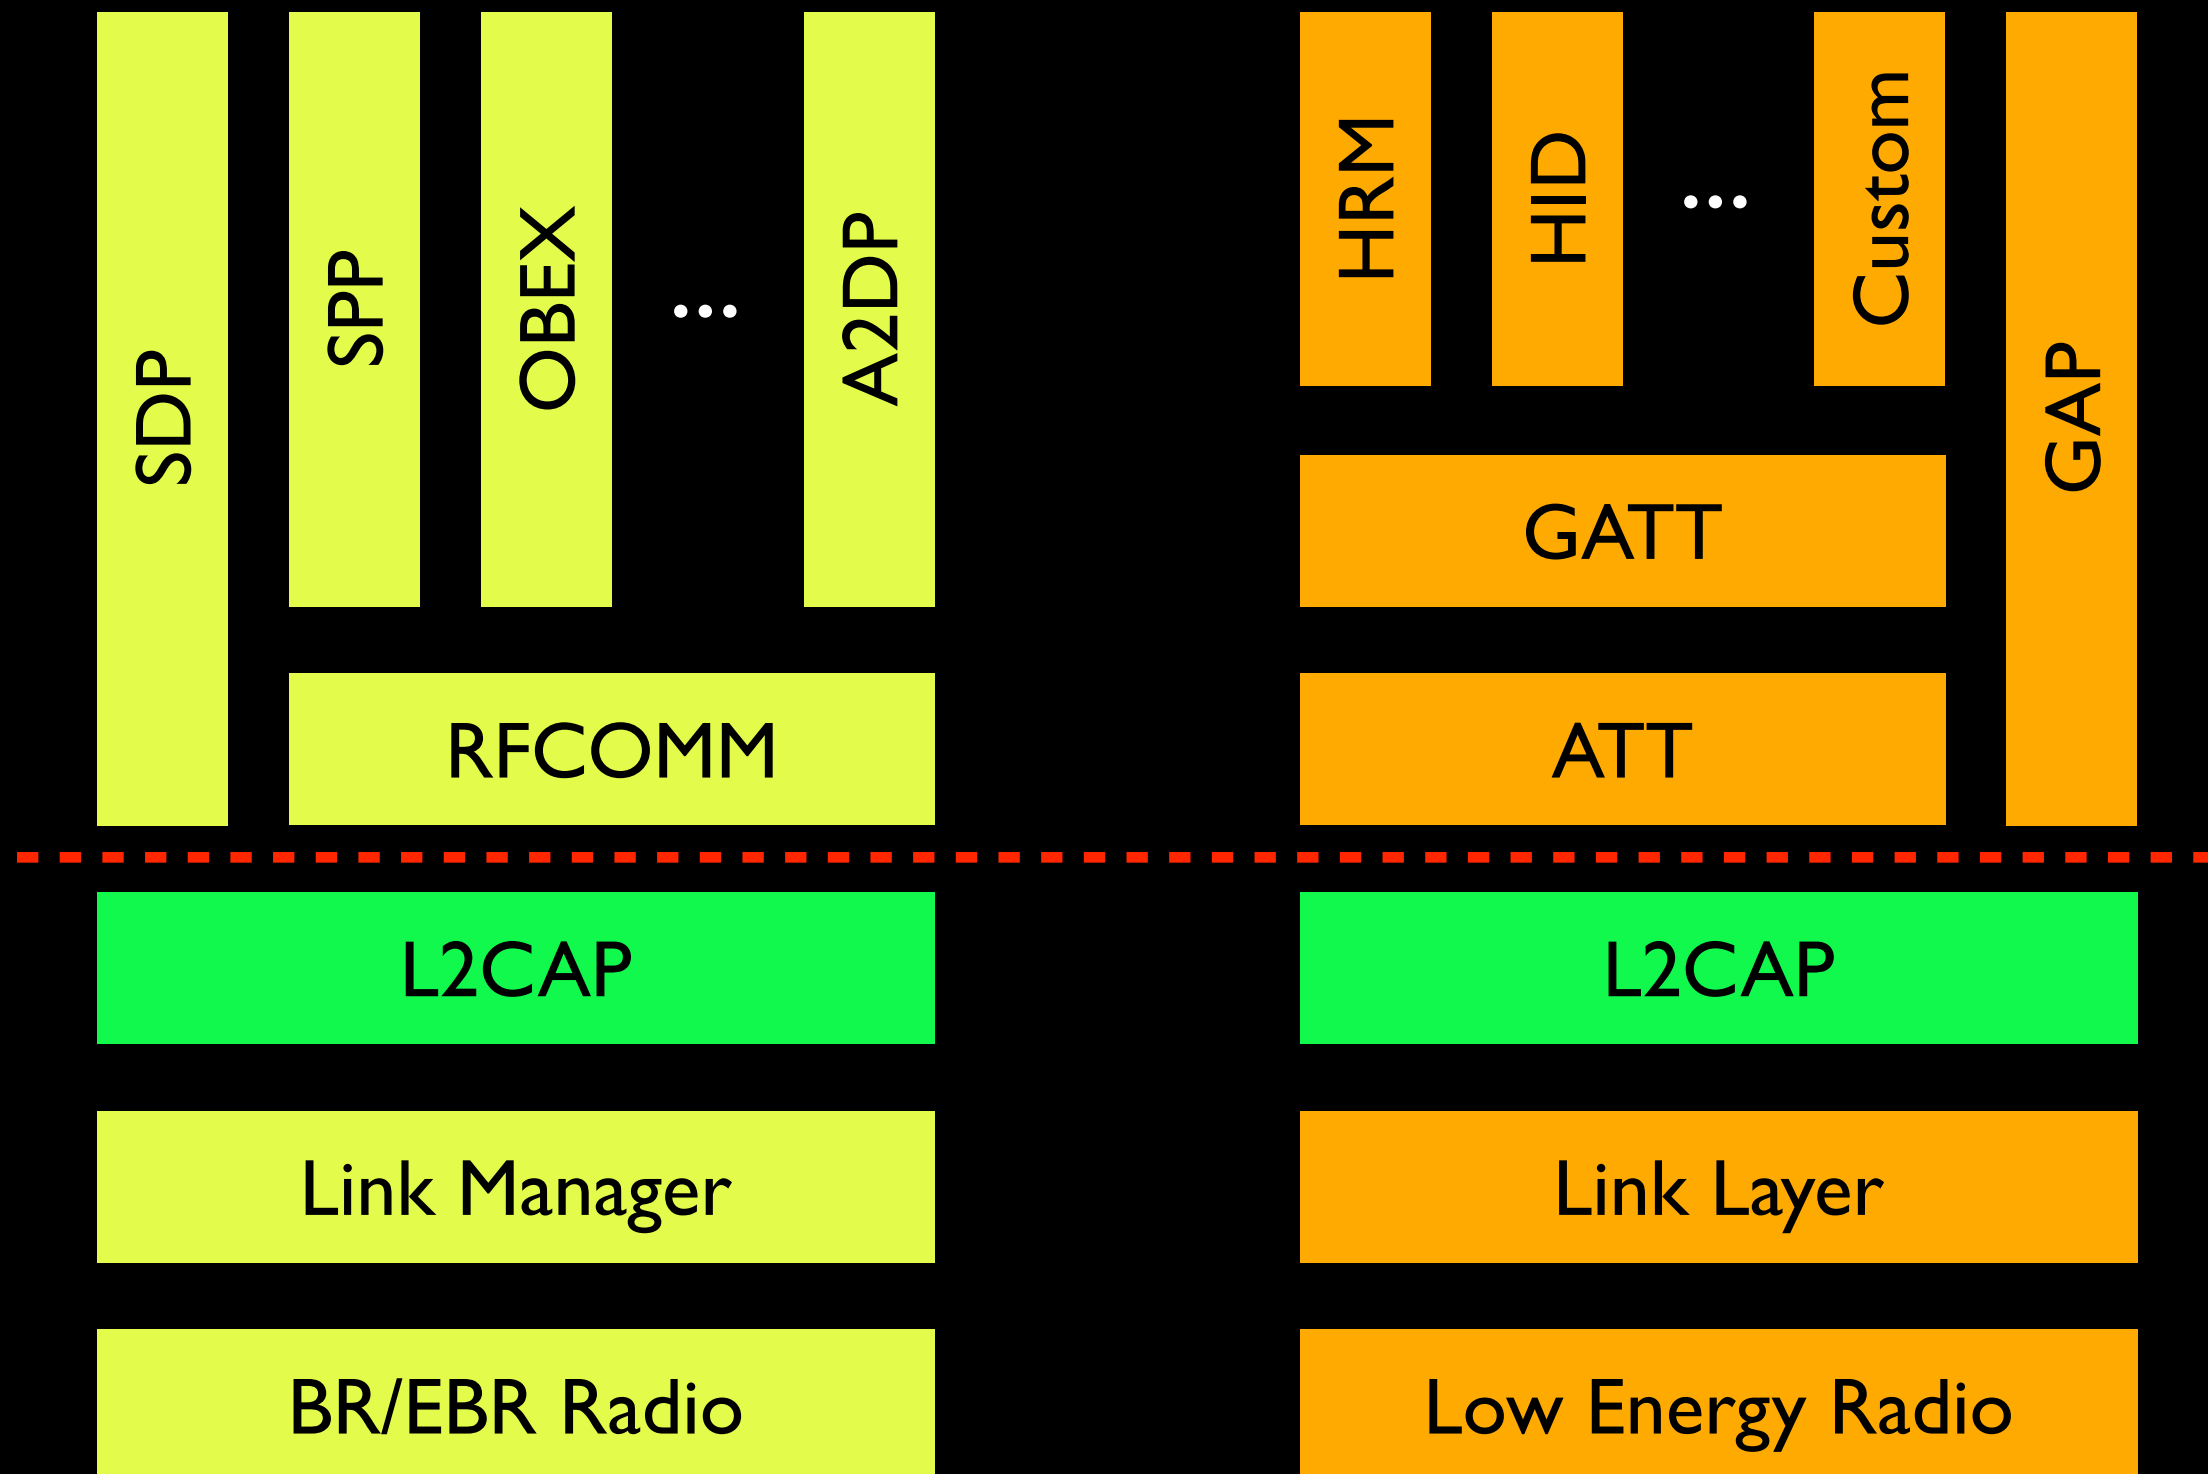 SDP
SPP
OBEX
...
A2DP
RFCOMM
L2CAP
Link Manager
BR/EBR Radio
HRM
HID
...
Custom
GAP
GATT
ATT
L2CAP
Link Layer
Low Energy Radio